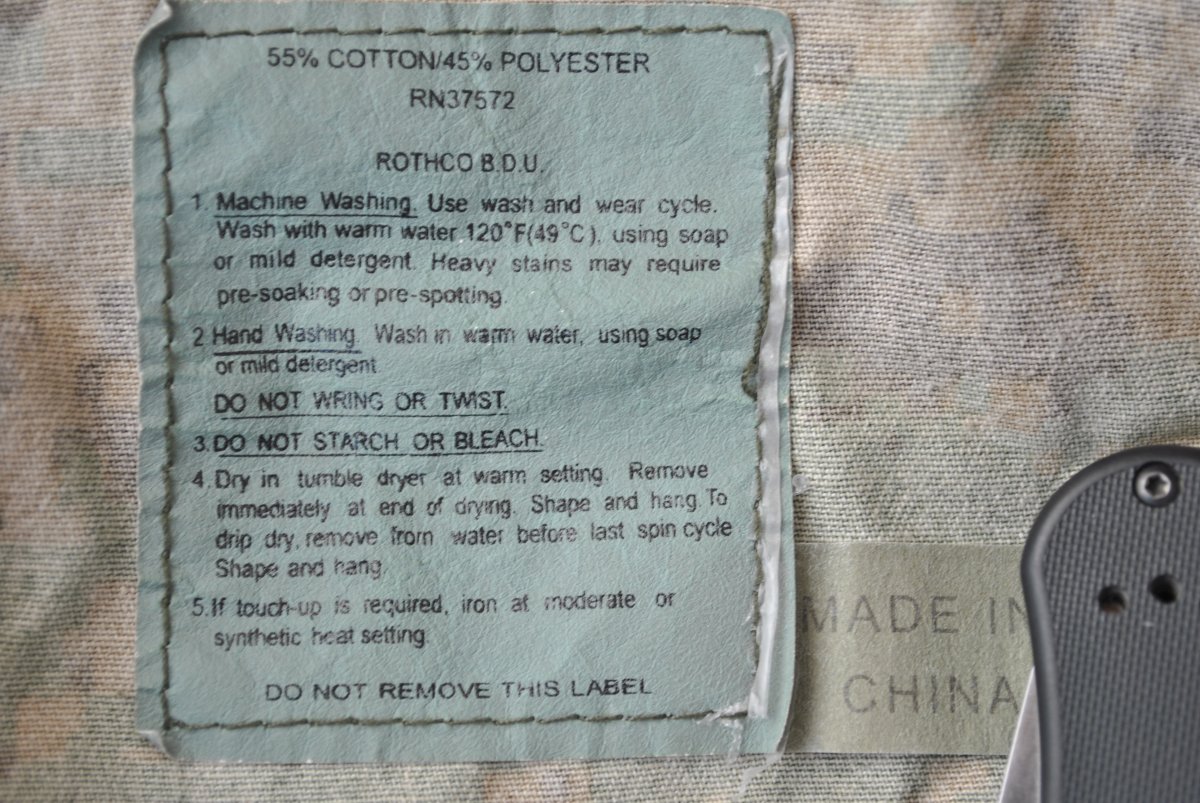 55% COTTON/45% POLYESTER
RN37572
ROTHCO B.D.U.
1. Machine Washing. Use wash and wear cycle.
Wash with warm water 120°F(49°C), using soap
or mild detergent. Heavy stains may require
pre-soaking or pre-spotting.
2 Hand Washing. Wash in warm water, using soap
or mild detergent
DO NOT WRING OR TWIST.
3.DO NOT STARCH OR BLEACH.
4.Dry in tumble dryer at warm setting. Remove
immediately at end of drying. Shape and hang.To
drip dry, remove from water before last spin cycle
Shape and hang.
5.If touch-up is required, iron at moderate or
synthetic heat setting.
DO NOT REMOVE THIS LABEL
MADE IN
CHINA